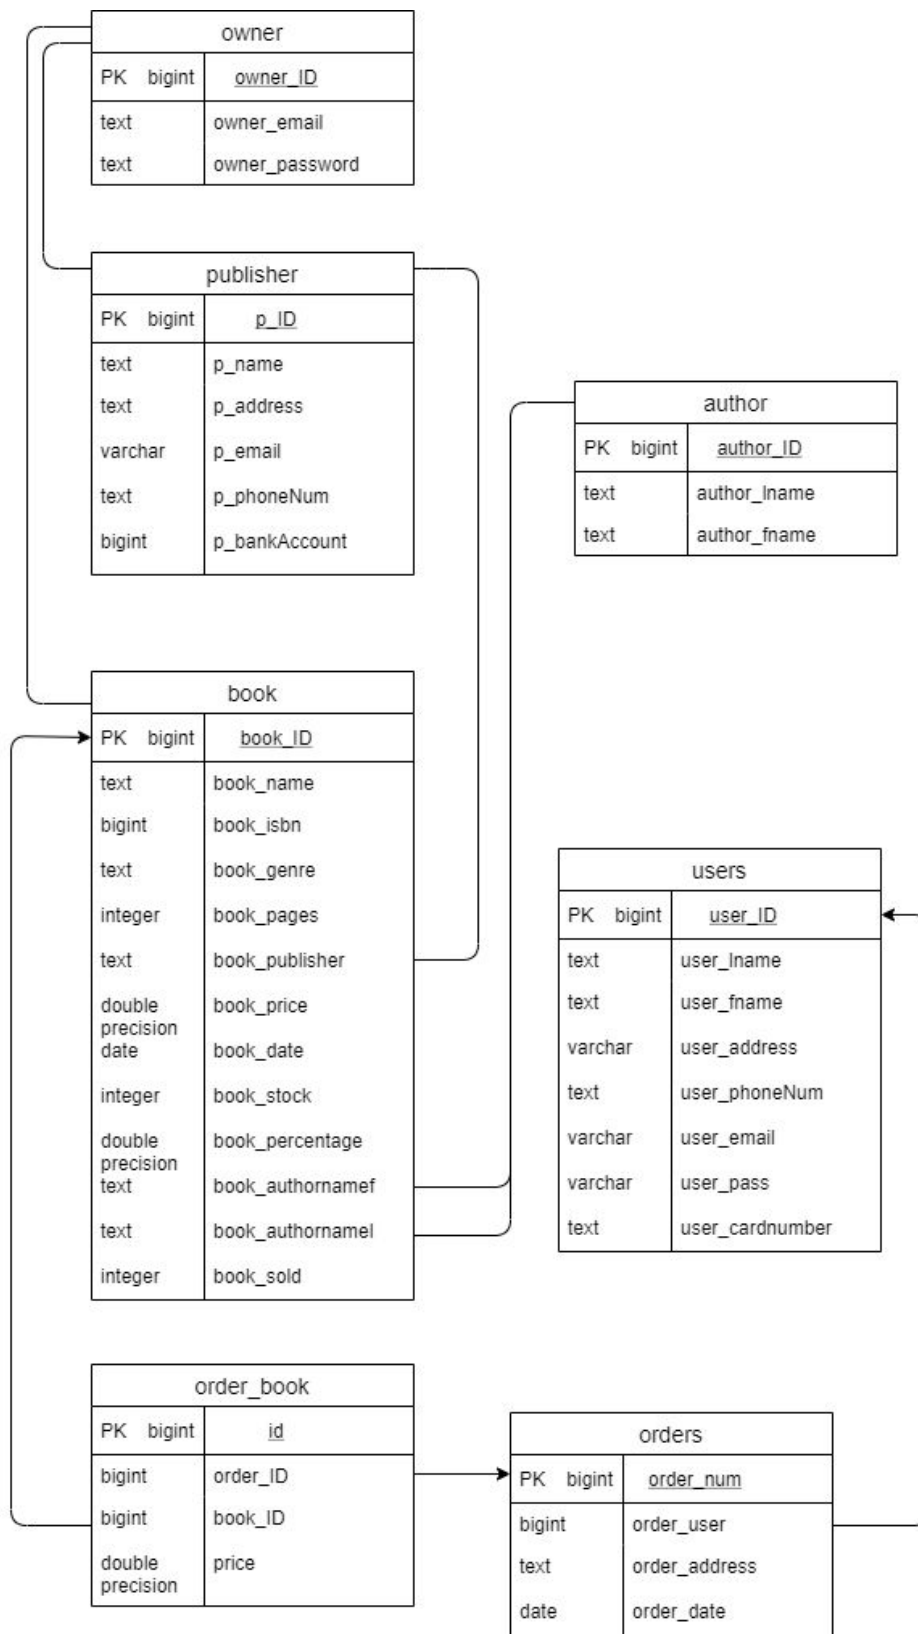 owner
PK bigint owner_ID
text owner_email
text owner_password
publisher
PK bigint p_ID
text p_name
text p_address
varchar p_email
text p_phoneNum
bigint p_bankAccount
author
PK bigint author_ID
text author_lname
text author_fname
book
PK bigint book_ID
text book_name
bigint book_isbn
text book_genre
integer book_pages
text book_publisher
double precision book_price
date book_date
integer book_stock
double precision book_percentage
text book_authornamef
text book_authornamel
integer book_sold
users
PK bigint user_ID
text user_lname
text user_fname
varchar user_address
text user_phoneNum
varchar user_email
varchar user_pass
text user_cardnumber
order_book
PK bigint id
bigint order_ID
bigint book_ID
double precision price
orders
PK bigint order_num
bigint order_user
text order_address
date order_date